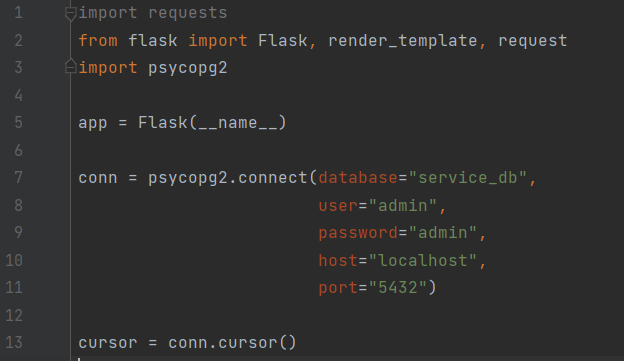 1 import requests
2 from flask import Flask, render_template, request
3 import psycopg2
4
5 app = Flask(__name__)
6
7 conn = psycopg2.connect(database="service_db",
8                         user="admin",
9                         password="admin",
10                         host="localhost",
11                         port="5432")
12
13 cursor = conn.cursor()